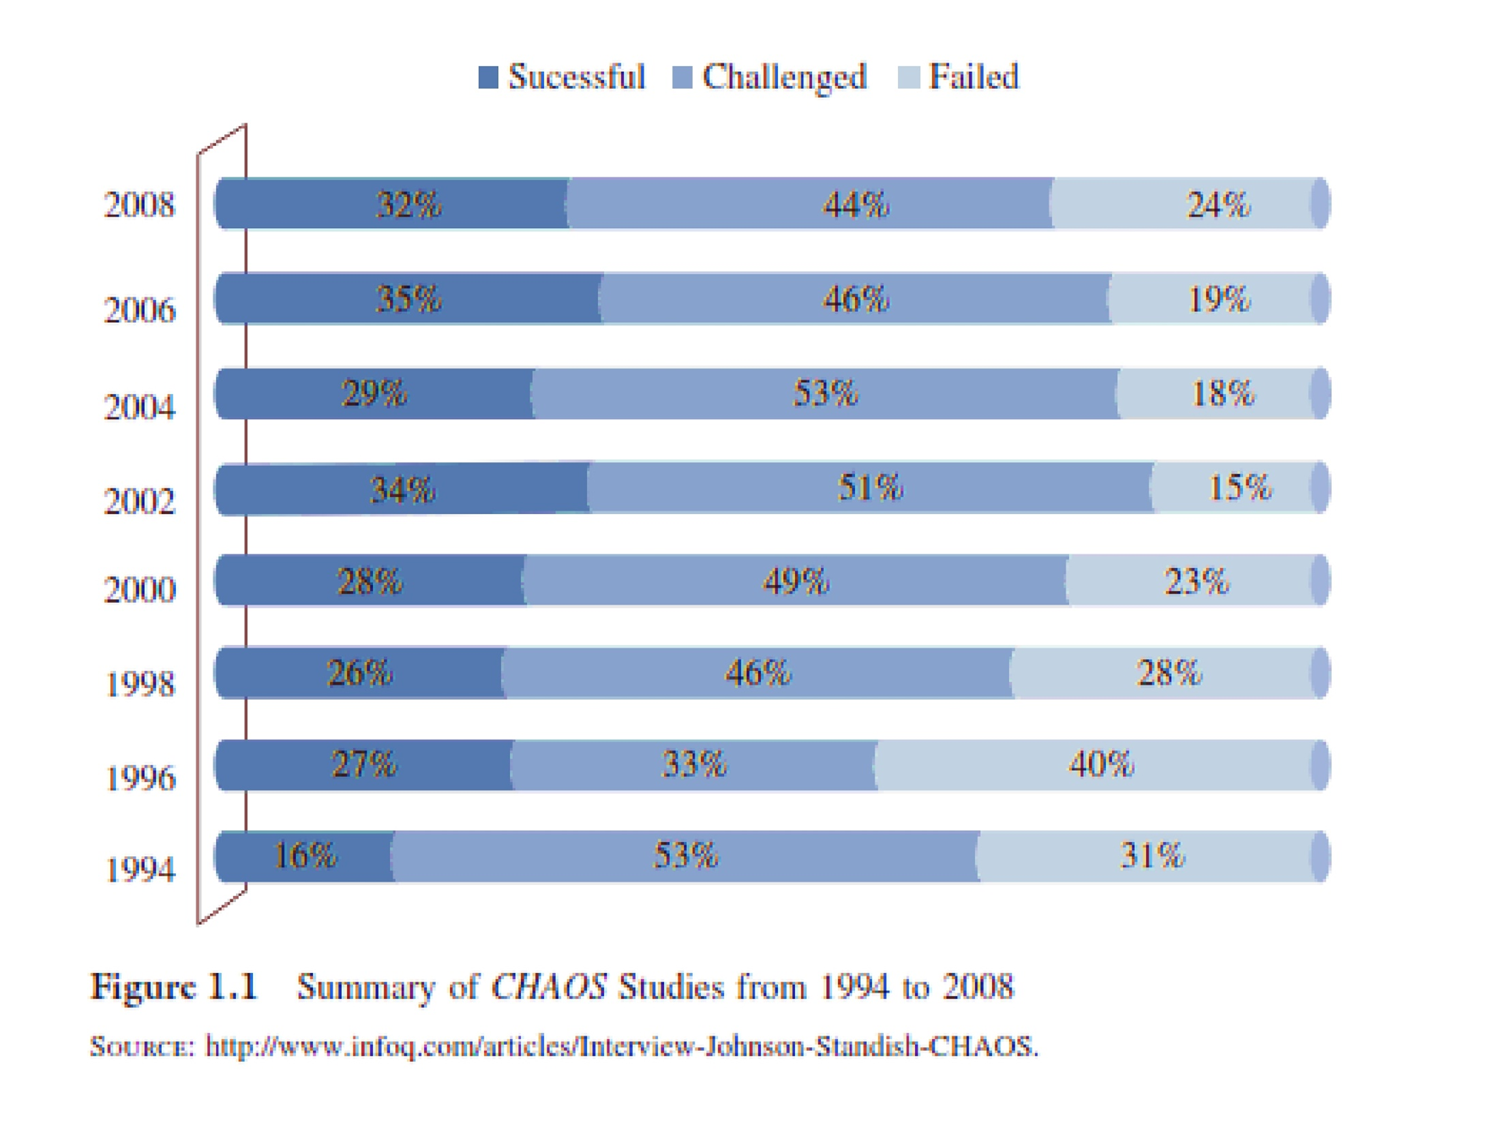 Sucessful Challenged Failed
2008 32% 44% 24%
2006 35% 46% 19%
2004 29% 53% 18%
2002 34% 51% 15%
2000 28% 49% 23%
1998 26% 46% 28%
1996 27% 33% 40%
1994 16% 53% 31%
Figure 1.1 Summary of CHAOS Studies from 1994 to 2008
SOURCE: http://www.infoq.com/articles/Interview-Johnson-Standish-CHAOS.